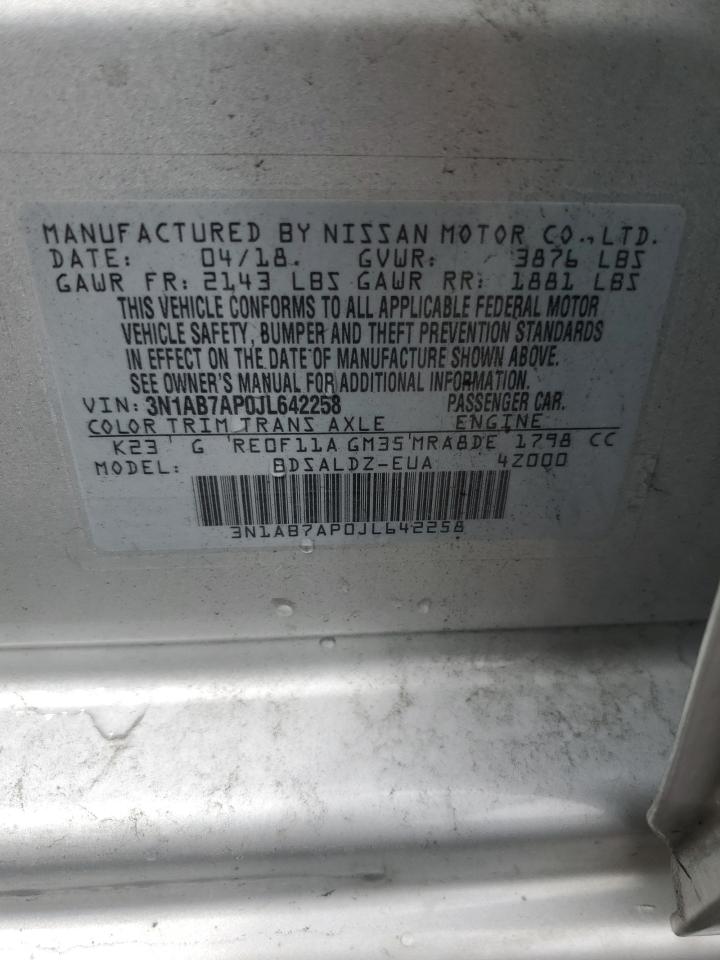 MANUFACTURED BY NISSAN MOTOR CO., LTD.
DATE: 04/18. GVWR: 3876 LBS
GAWR FR: 2143 LBS GAWR RR: 1881 LBS
THIS VEHICLE CONFORMS TO ALL APPLICABLE FEDERAL MOTOR
VEHICLE SAFETY, BUMPER AND THEFT PREVENTION STANDARDS
IN EFFECT ON THE DATE OF MANUFACTURE SHOWN ABOVE.
SEE OWNER'S MANUAL FOR ADDITIONAL INFORMATION.
VIN: 3N1AB7AP0JL642258 PASSENGER CAR.
COLOR TRIM TRANS AXLE ENGINE
K23 G RE0F11A GM35 MRA8DE 1798 CC
MODEL: BDSALDZ-EUA 4Z000
3N1AB7AP0JL642258